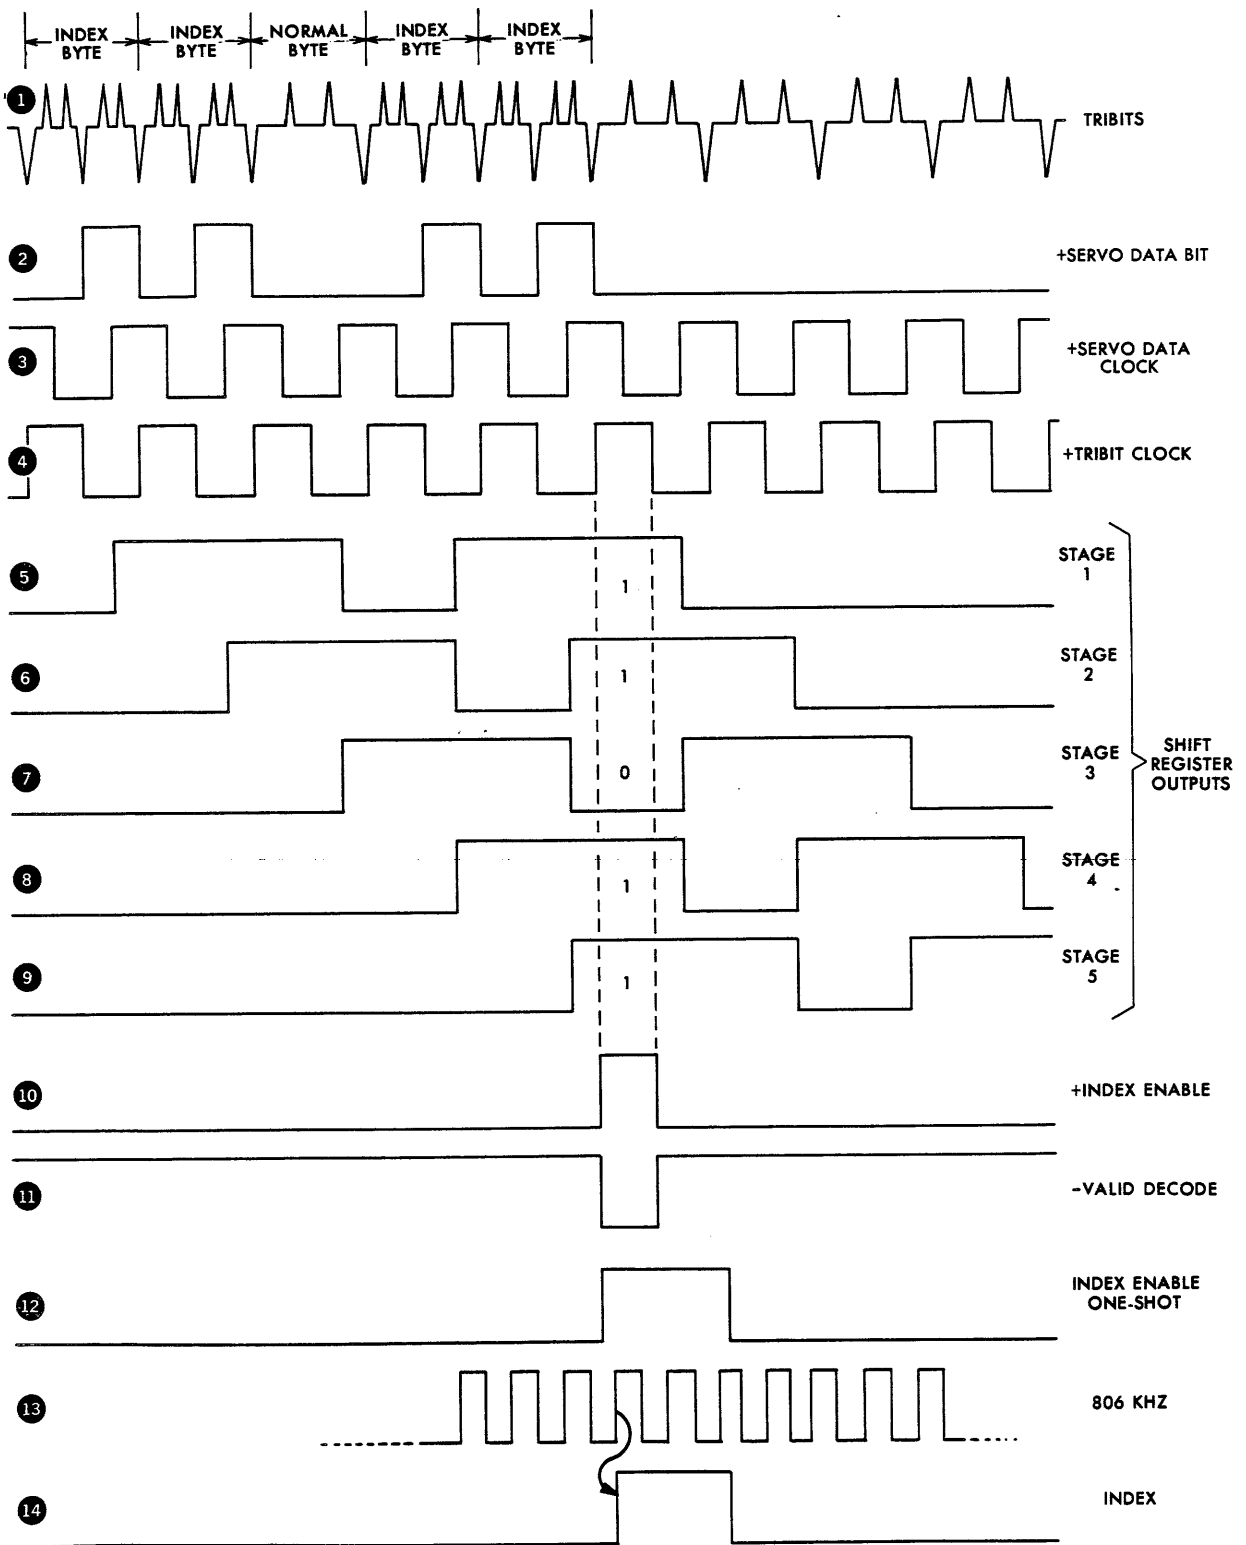 INDEX BYTE
INDEX BYTE
NORMAL BYTE
INDEX BYTE
INDEX BYTE
1 TRIBITS
2 +SERVO DATA BIT
3 +SERVO DATA CLOCK
4 +TRIBIT CLOCK
5 1 STAGE 1
6 1 STAGE 2
7 0 STAGE 3
8 1 STAGE 4
9 1 STAGE 5
SHIFT REGISTER OUTPUTS
10 +INDEX ENABLE
11 -VALID DECODE
12 INDEX ENABLE ONE-SHOT
13 806 KHZ
14 INDEX